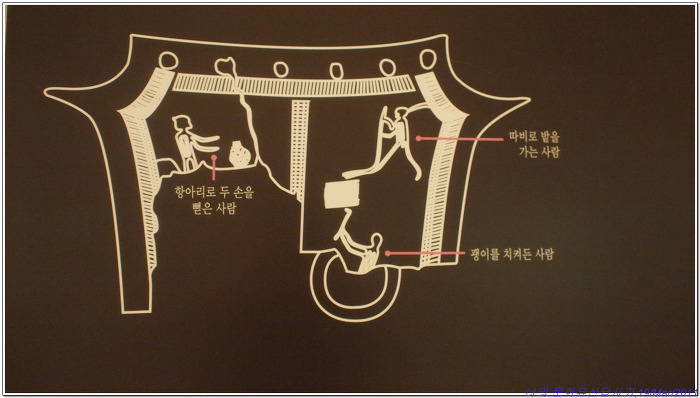 따비로 밭을
가는 사람
항아리로 두 손을
뻗은 사람
괭이를 치켜든 사람